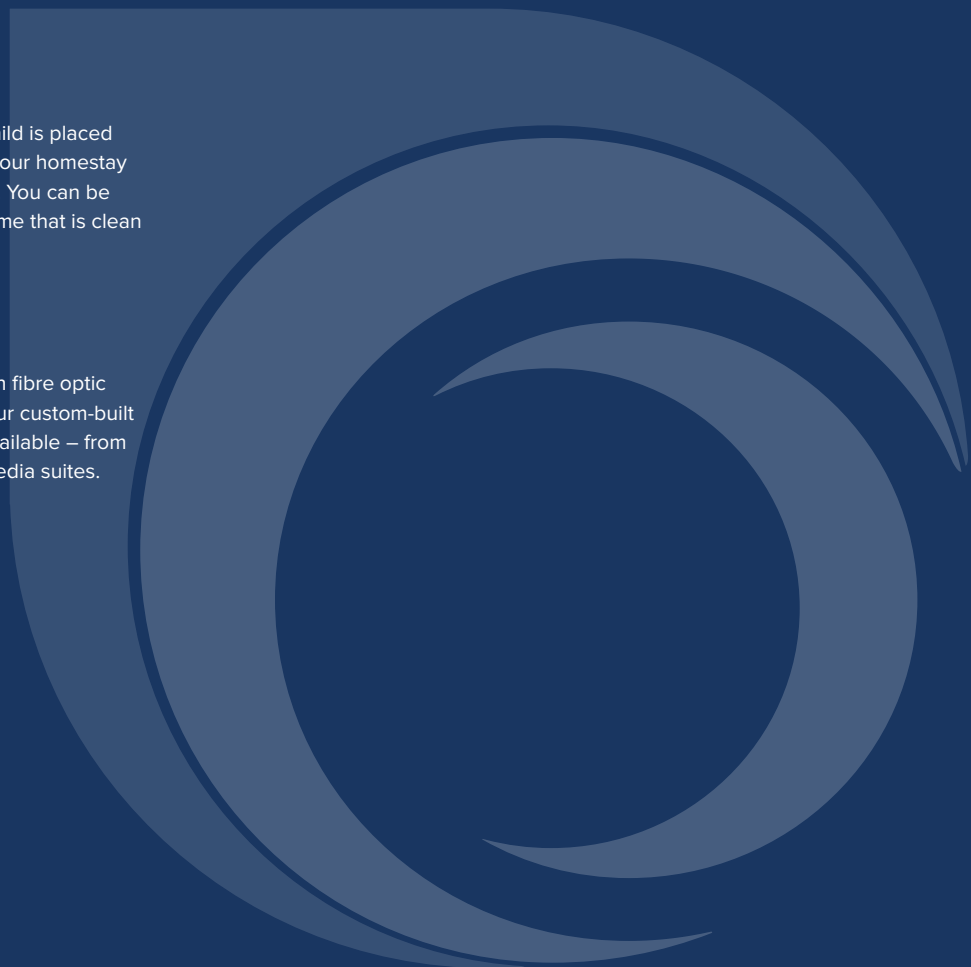 ild is placed
our homestay
You can be
me that is clean
n fibre optic
ur custom-built
ailable – from
edia suites.